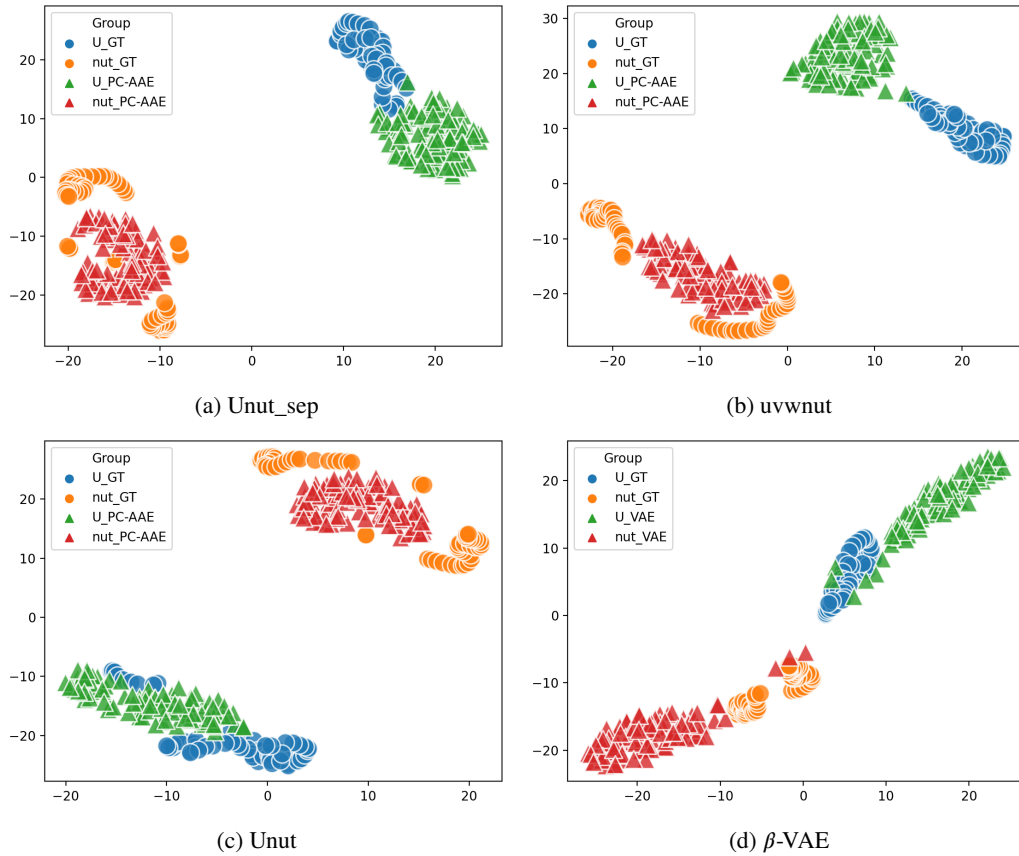 Group
U_GT
nut_GT
U_PC-AAE
nut_PC-AAE
20
10
0
−10
−20
−20 −10 0 10 20
(a) Unut_sep
Group
U_GT
nut_GT
U_PC-AAE
nut_PC-AAE
30
20
10
0
−10
−20
−20 −10 0 10 20
(b) uvwnut
Group
U_GT
nut_GT
U_PC-AAE
nut_PC-AAE
20
10
0
−10
−20
−20 −10 0 10 20
(c) Unut
Group
U_GT
nut_GT
U_VAE
nut_VAE
20
10
0
−10
−20
−20 −10 0 10 20
(d) β-VAE